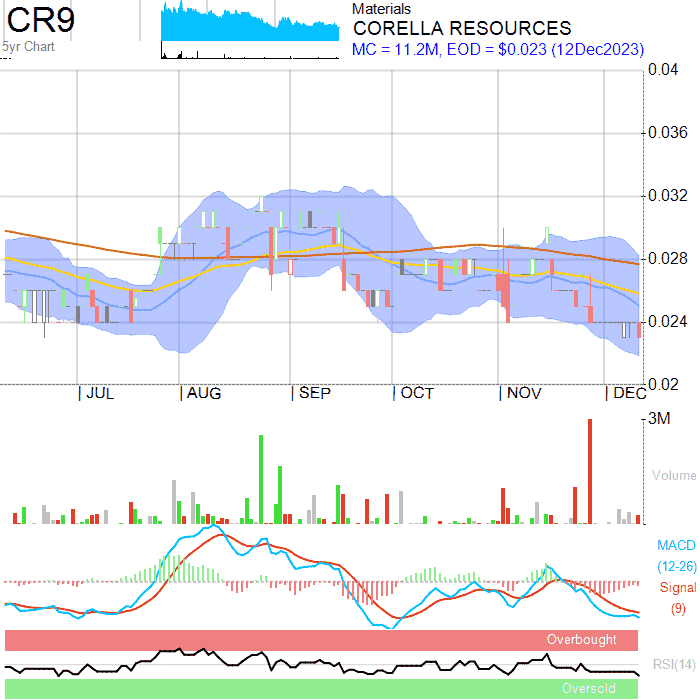 CR9
5yr Chart
Materials
CORELLA RESOURCES
MC = 11.2M, EOD = $0.023 (12Dec2023)
0.04
0.036
0.032
0.028
0.024
0.02
JUL AUG SEP OCT NOV DEC
3M
Volume
MACD
(12-26)
Signal
(9)
Overbought
RSI(14)
Oversold